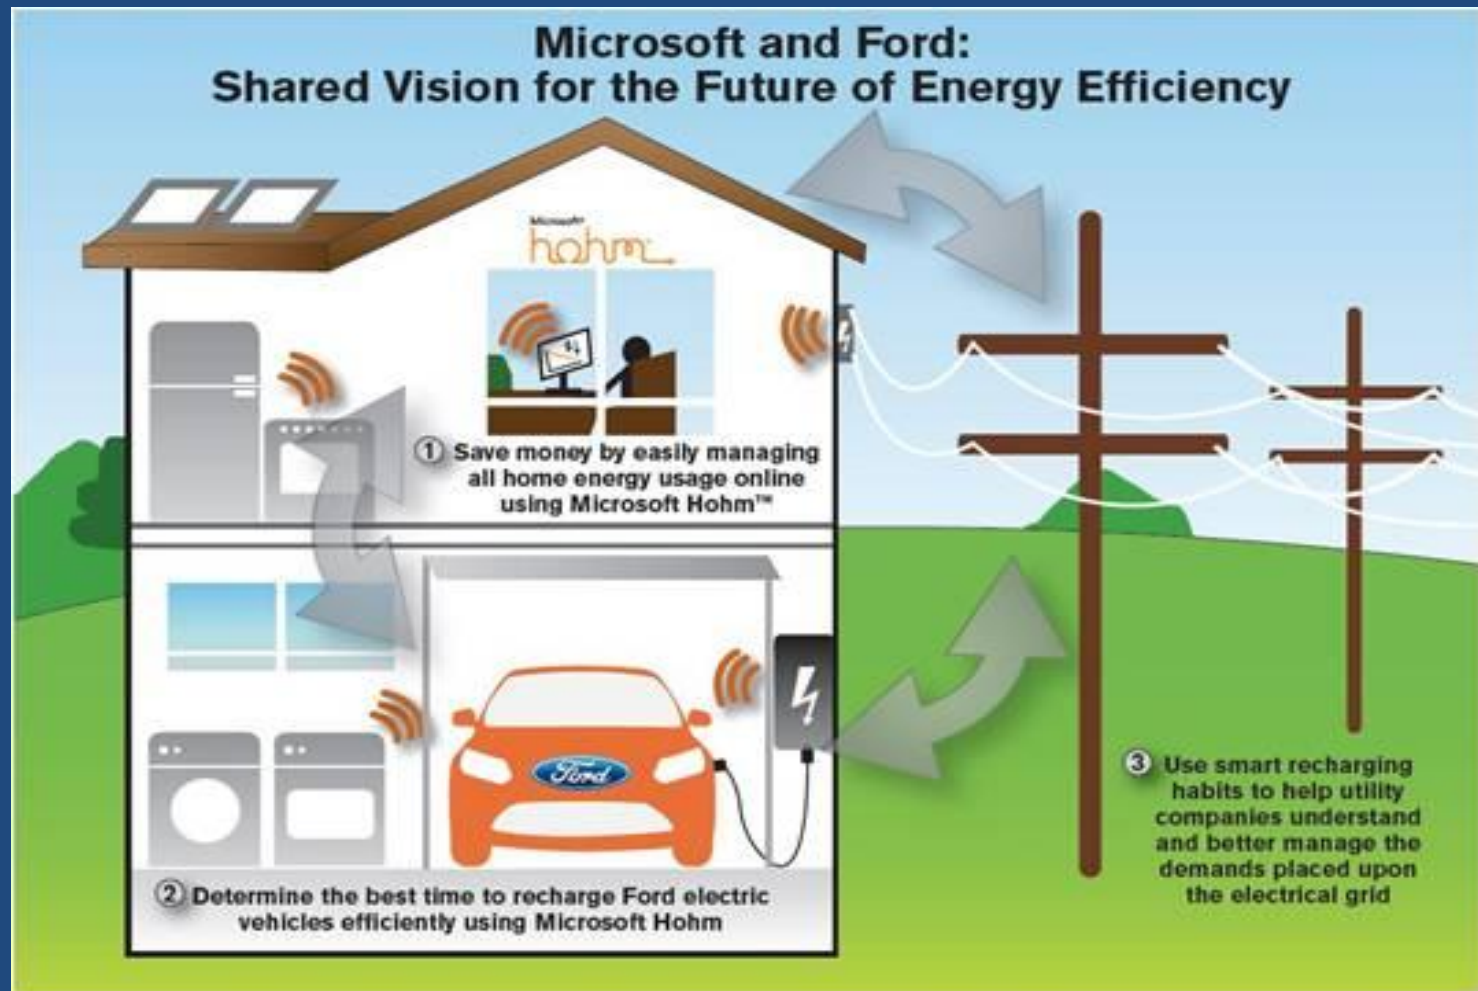 Microsoft and Ford:
Shared Vision for the Future of Energy Efficiency
Microsoft
hohm
1 Save money by easily managing
all home energy usage online
using Microsoft Hohm™
Ford
2 Determine the best time to recharge Ford electric
vehicles efficiently using Microsoft Hohm
3 Use smart recharging
habits to help utility
companies understand
and better manage the
demands placed upon
the electrical grid